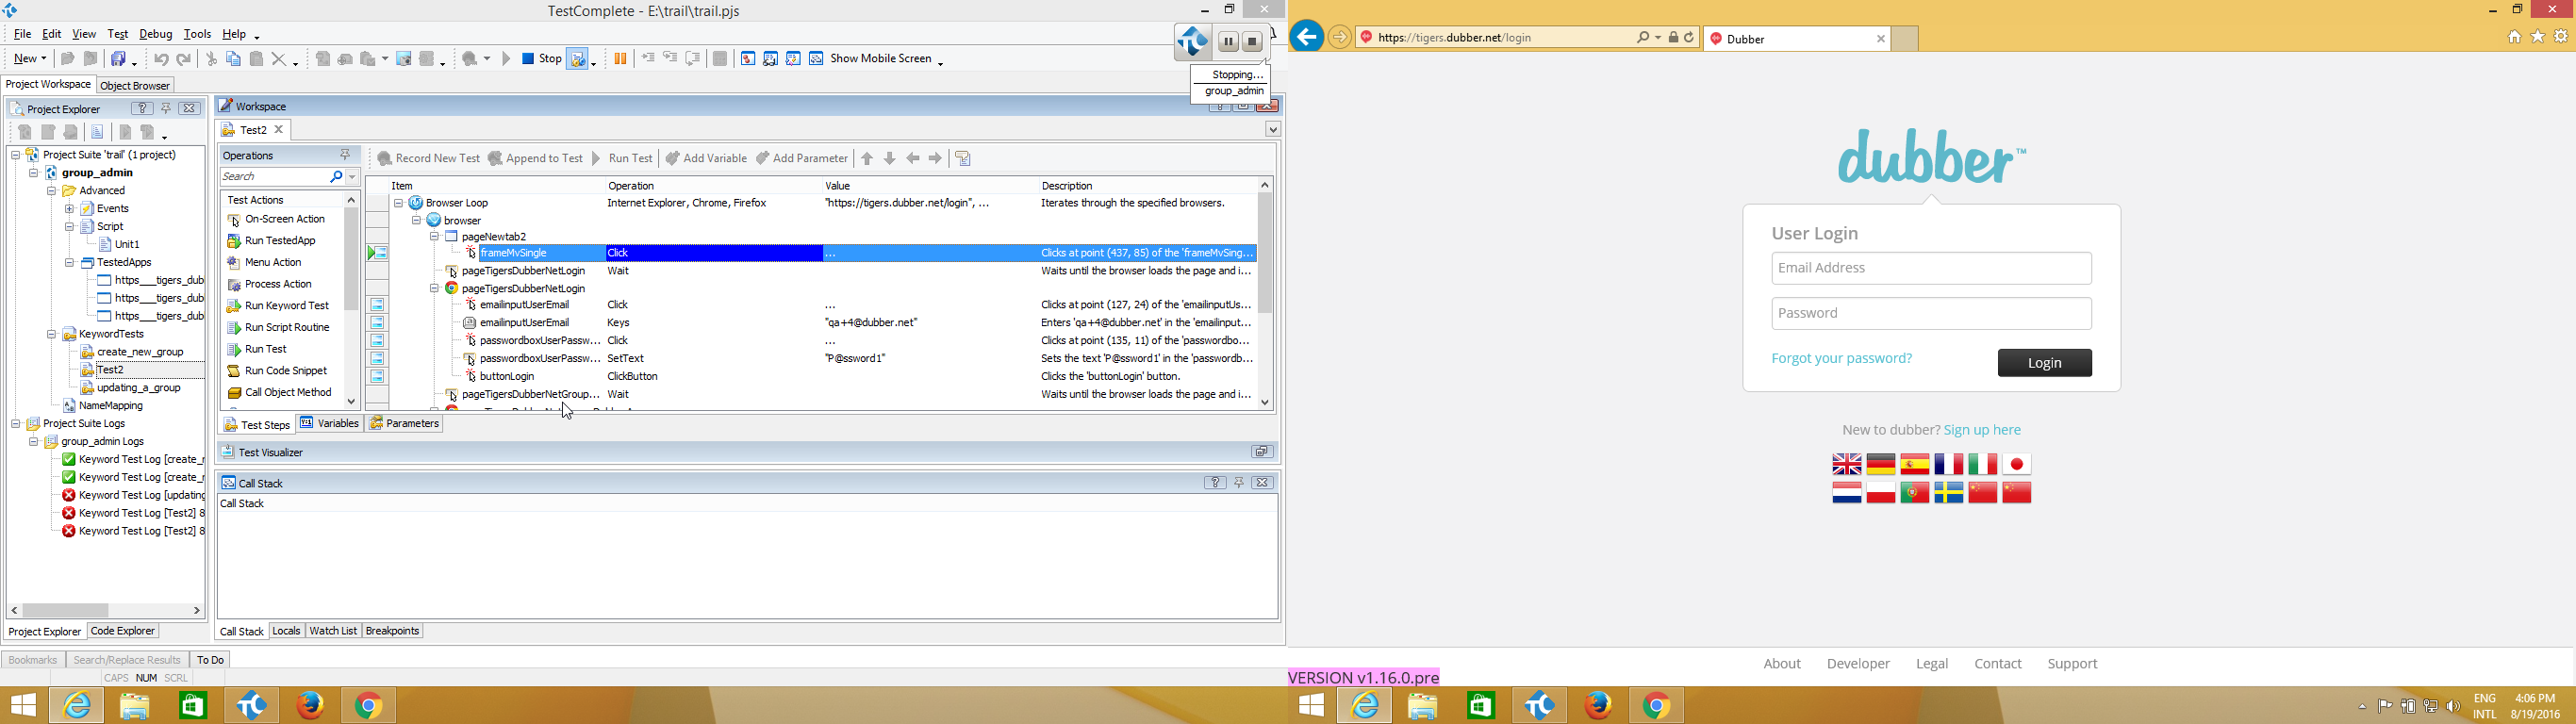 TestComplete - E:\trail\trail.pjs
File Edit View Test Debug Tools Help
New Stop Show Mobile Screen
Stopping...
group_admin
Project Workspace Object Browser
Project Explorer
Project Suite 'trail' (1 project)
group_admin
Advanced
Events
Script
Unit1
TestedApps
https___tigers_dub
https___tigers_dub
https___tigers_dub
KeywordTests
create_new_group
Test2
updating_a_group
NameMapping
Project Suite Logs
group_admin Logs
Keyword Test Log [create_r
Keyword Test Log [create_r
Keyword Test Log [updating
Keyword Test Log [Test2] 8
Keyword Test Log [Test2] 8
Project Explorer Code Explorer
Workspace
Test2
Operations
Search
Test Actions
On-Screen Action
Run TestedApp
Menu Action
Process Action
Run Keyword Test
Run Script Routine
Run Test
Run Code Snippet
Call Object Method
Record New Test Append to Test Run Test Add Variable Add Parameter
Item Operation Value Description
Browser Loop Internet Explorer, Chrome, Firefox "https://tigers.dubber.net/login", ... Iterates through the specified browsers.
browser
pageNewtab2
frameMvSingle Click ... Clicks at point (437, 85) of the 'frameMvSing...
pageTigersDubberNetLogin Wait Waits until the browser loads the page and i...
pageTigersDubberNetLogin
emailinputUserEmail Click ... Clicks at point (127, 24) of the 'emailinputUs...
emailinputUserEmail Keys "qa+4@dubber.net" Enters 'qa+4@dubber.net' in the 'emailinput...
passwordboxUserPassw... Click ... Clicks at point (135, 11) of the 'passwordbo...
passwordboxUserPassw... SetText "P@ssword1" Sets the text 'P@ssword1' in the 'passwordb...
buttonLogin ClickButton Clicks the 'buttonLogin' button.
pageTigersDubberNetGroup... Wait Waits until the browser loads the page and i...
Test Steps Variables Parameters
Test Visualizer
Call Stack
Call Stack
Call Stack Locals Watch List Breakpoints
Bookmarks Search/Replace Results To Do
CAPS NUM SCRL
https://tigers.dubber.net/login
Dubber
dubber™
User Login
Email Address
Password
Forgot your password?
Login
New to dubber? Sign up here
About Developer Legal Contact Support
VERSION v1.16.0.pre
ENG 4:06 PM
INTL 8/19/2016